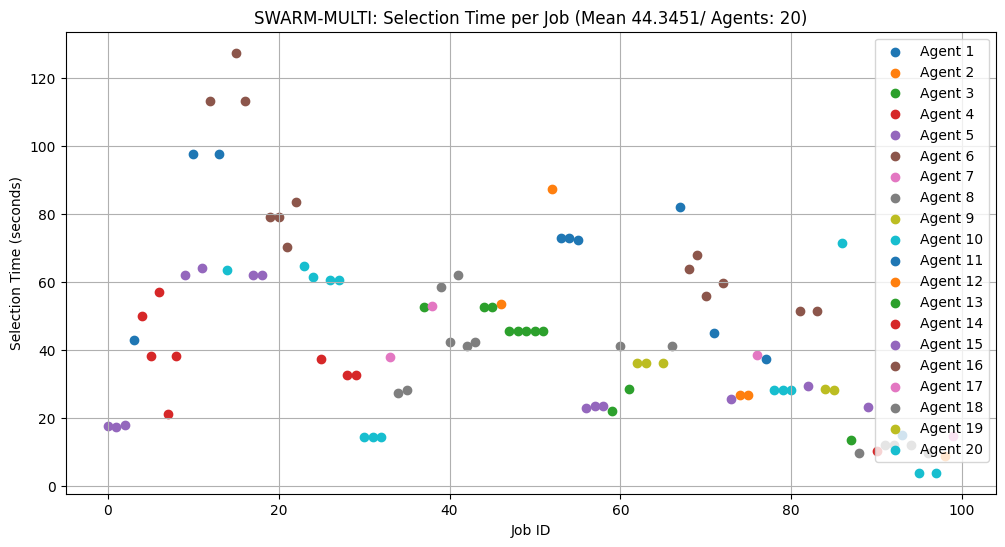 SWARM-MULTI: Selection Time per Job (Mean 44.3451/ Agents: 20)
Selection Time (seconds)
120
100
80
60
40
20
0
0 20 40 60 80 100
Job ID
Agent 1
Agent 2
Agent 3
Agent 4
Agent 5
Agent 6
Agent 7
Agent 8
Agent 9
Agent 10
Agent 11
Agent 12
Agent 13
Agent 14
Agent 15
Agent 16
Agent 17
Agent 18
Agent 19
Agent 20